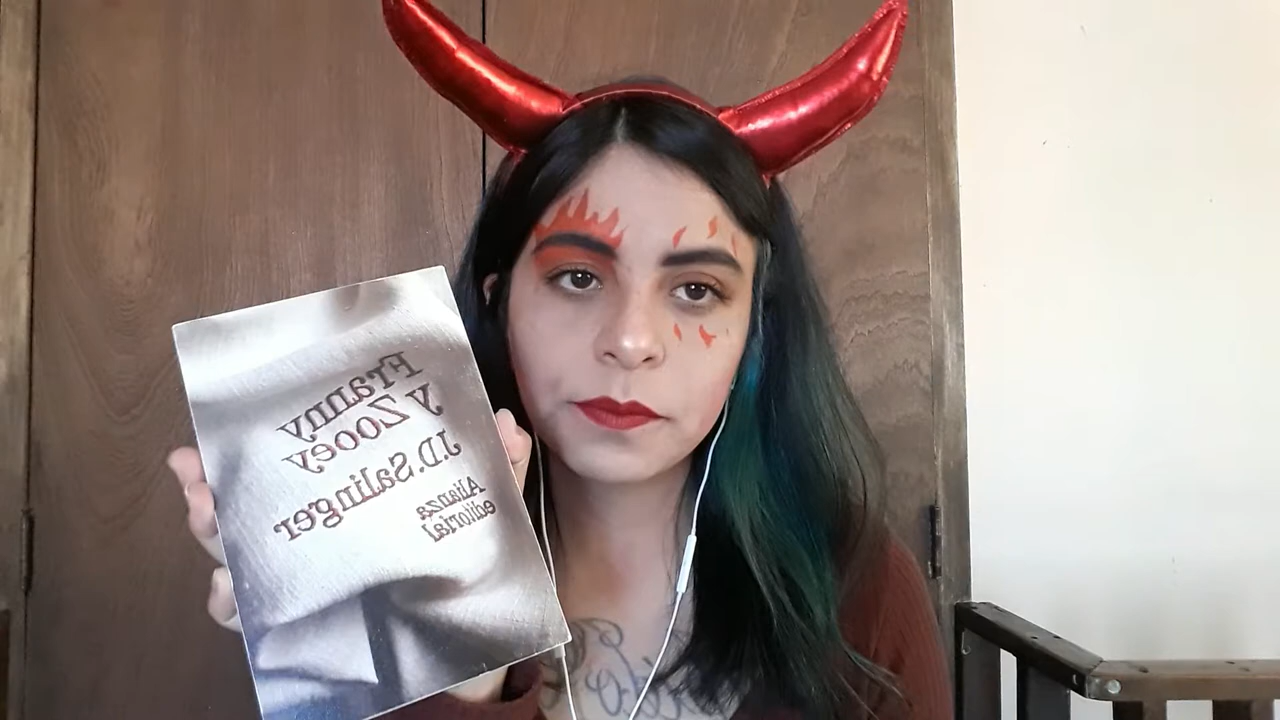 Franny
y Zooey
J.D. Salinger
Alianza
editorial